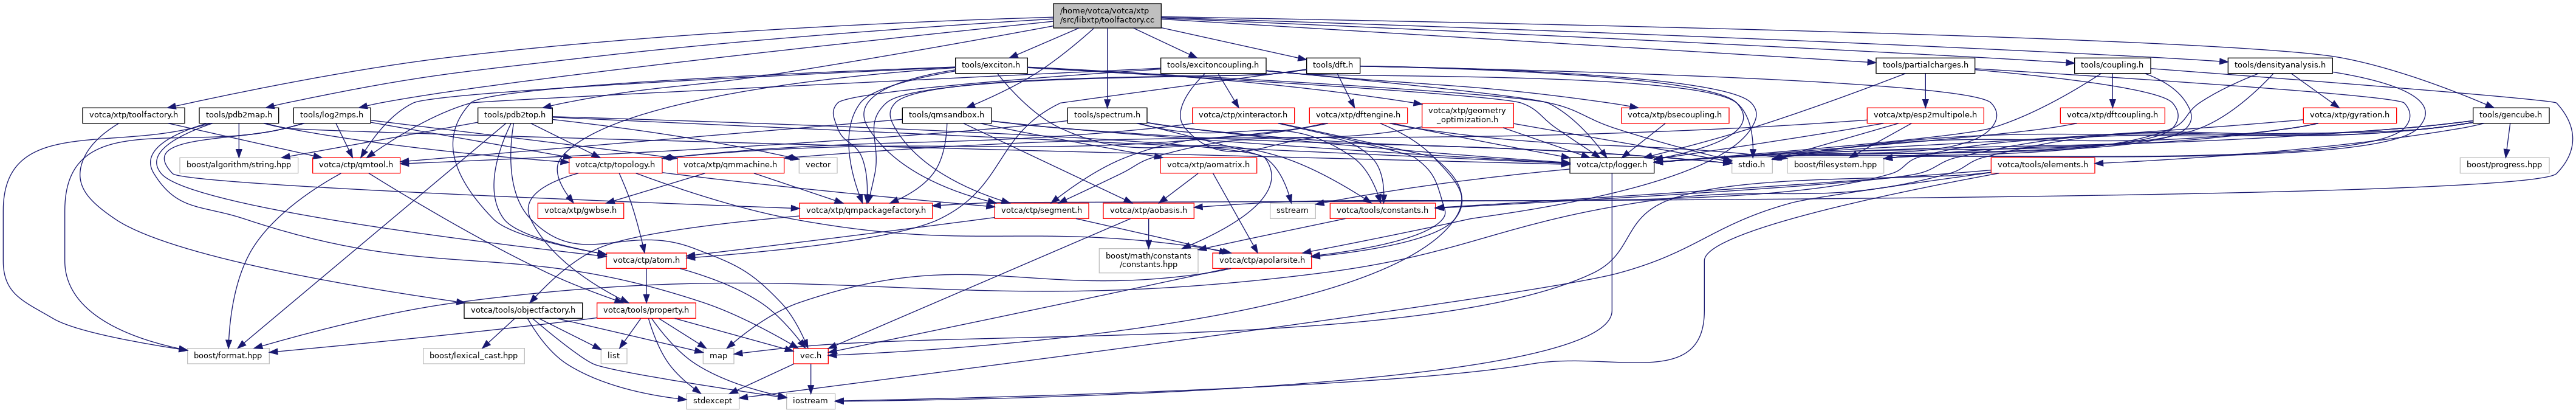 /home/votca/votca/xtp
/src/libxtp/toolfactory.cc
tools/exciton.h
tools/excitoncoupling.h
tools/dft.h
tools/partialcharges.h
tools/coupling.h
tools/densityanalysis.h
votca/xtp/toolfactory.h
tools/pdb2map.h
tools/log2mps.h
tools/pdb2top.h
tools/qmsandbox.h
tools/spectrum.h
votca/ctp/xinteractor.h
votca/xtp/dftengine.h
votca/xtp/geometry
_optimization.h
votca/xtp/bsecoupling.h
votca/xtp/esp2multipole.h
votca/xtp/dftcoupling.h
votca/xtp/gyration.h
tools/gencube.h
boost/algorithm/string.hpp
votca/ctp/qmtool.h
votca/ctp/topology.h
votca/xtp/qmmachine.h
vector
votca/xtp/aomatrix.h
votca/ctp/logger.h
stdio.h
boost/filesystem.hpp
votca/tools/elements.h
boost/progress.hpp
votca/xtp/gwbse.h
votca/xtp/qmpackagefactory.h
votca/ctp/segment.h
votca/xtp/aobasis.h
sstream
votca/tools/constants.h
votca/ctp/atom.h
boost/math/constants
/constants.hpp
votca/ctp/apolarsite.h
votca/tools/objectfactory.h
votca/tools/property.h
boost/format.hpp
boost/lexical_cast.hpp
list
map
vec.h
stdexcept
iostream